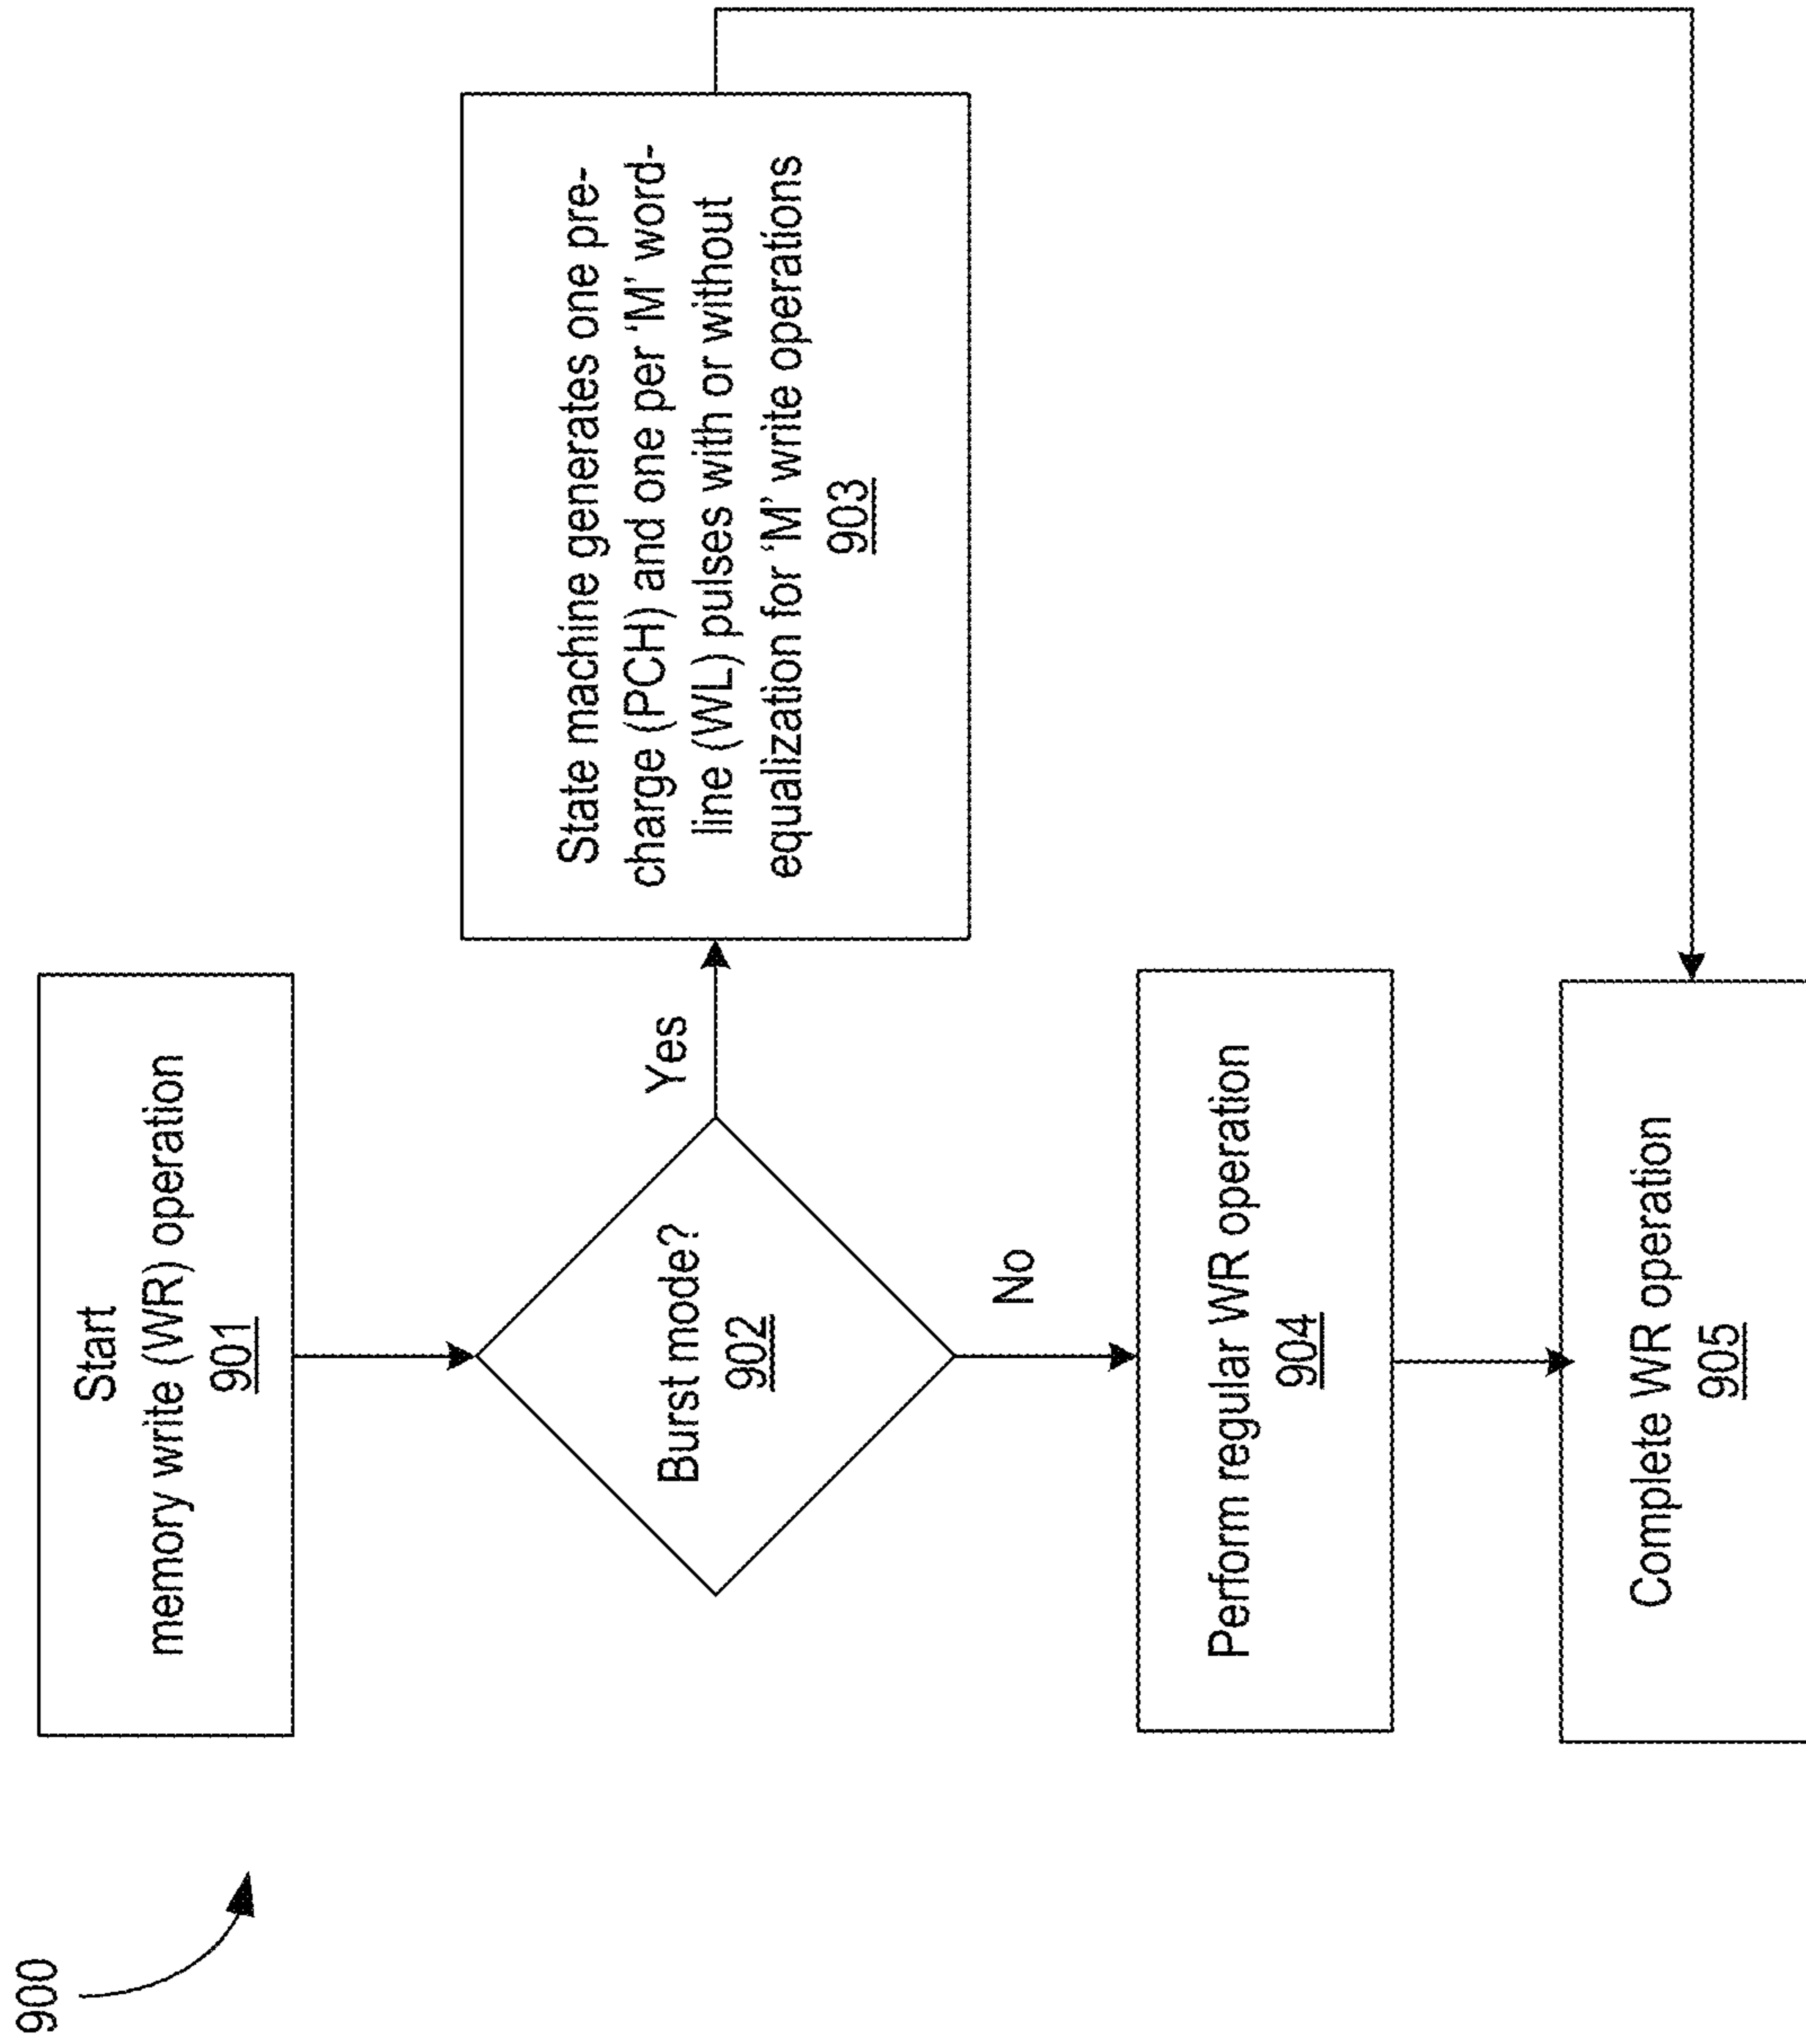 900
Start
memory write (WR) operation
901
Burst mode?
902
Yes
State machine generates one pre-
charge (PCH) and one per ‘M’ word-
line (WL) pulses with or without
equalization for ‘M’ write operations
903
No
Perform regular WR operation
904
Complete WR operation
905